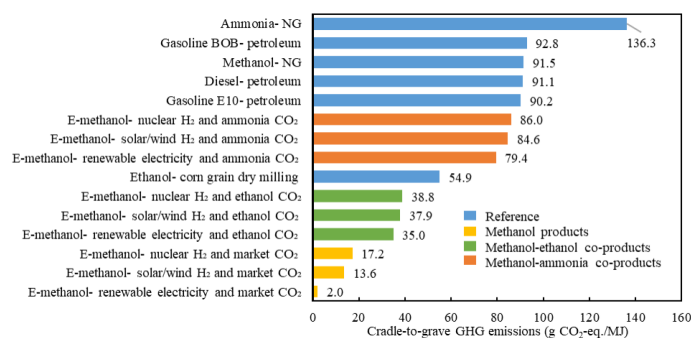 Ammonia- NG
136.3
Gasoline BOB- petroleum
92.8
Methanol- NG
91.5
Diesel- petroleum
91.1
Gasoline E10- petroleum
90.2
E-methanol- nuclear H₂ and ammonia CO₂
86.0
E-methanol- solar/wind H₂ and ammonia CO₂
84.6
E-methanol- renewable electricity and ammonia CO₂
79.4
Ethanol- corn grain dry milling
54.9
E-methanol- nuclear H₂ and ethanol CO₂
38.8
E-methanol- solar/wind H₂ and ethanol CO₂
37.9
E-methanol- renewable electricity and ethanol CO₂
35.0
E-methanol- nuclear H₂ and market CO₂
17.2
E-methanol- solar/wind H₂ and market CO₂
13.6
E-methanol- renewable electricity and market CO₂
2.0
Reference
Methanol products
Methanol-ethanol co-products
Methanol-ammonia co-products
0 20 40 60 80 100 120 140 160
Cradle-to-grave GHG emissions (g CO₂-eq./MJ)